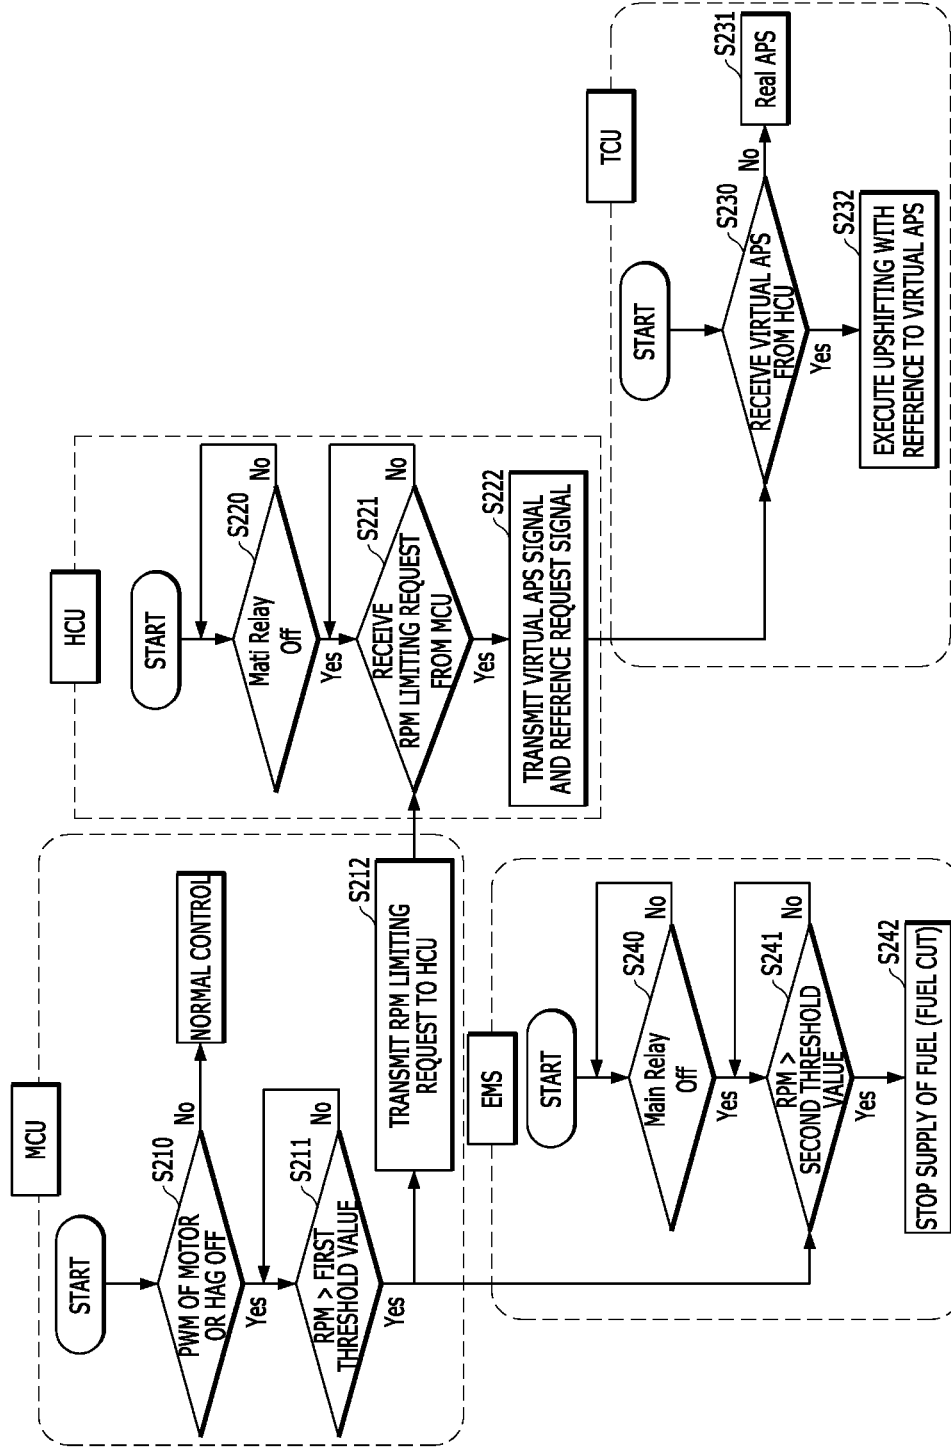 MCU
START
PWM OF MOTOR
OR HAG OFF
S210
No
NORMAL CONTROL
Yes
RPM > FIRST
THRESHOLD VALUE
S211
No
Yes
TRANSMIT RPM LIMITING
REQUEST TO HCU
S212
HCU
START
Mati Relay
Off
S220
No
Yes
RECEIVE
RPM LIMITING REQUEST
FROM MCU
S221
No
Yes
TRANSMIT VIRTUAL APS SIGNAL
AND REFERENCE REQUEST SIGNAL
S222
EMS
START
Main Relay
Off
S240
No
Yes
RPM >
SECOND THRESHOLD
VALUE
S241
No
Yes
STOP SUPPLY OF FUEL (FUEL CUT)
S242
TCU
START
RECEIVE VIRTUAL APS
FROM HCU
S230
No
Real APS
S231
Yes
EXECUTE UPSHIFTING WITH
REFERENCE TO VIRTUAL APS
S232